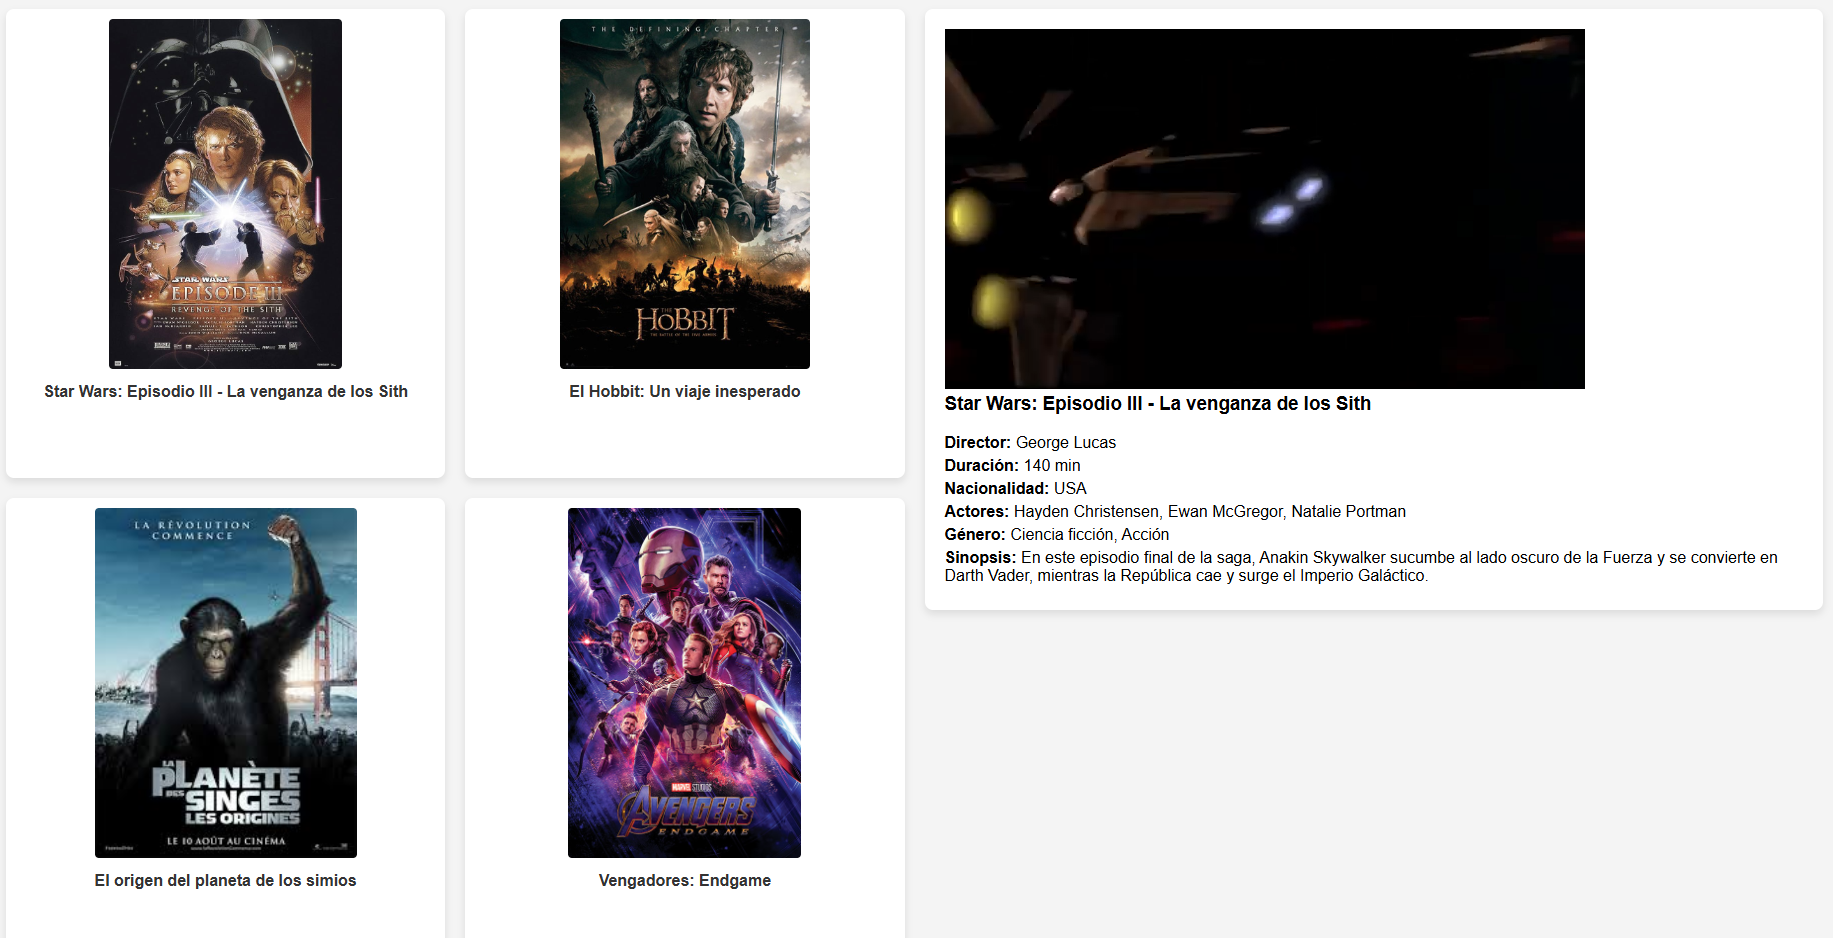 STAR WARS
EPISODE III
REVENGE OF THE SITH
Star Wars: Episodio III - La venganza de los Sith
THE DEFINING CHAPTER
THE
HOBBIT
THE BATTLE OF THE FIVE ARMIES
El Hobbit: Un viaje inesperado
LA RÉVOLUTION
COMMENCE
LA
PLANÈTE
DES
SINGES
LES ORIGINES
LE 10 AOÛT AU CINÉMA
El origen del planeta de los simios
MARVEL STUDIOS
AVENGERS
ENDGAME
Vengadores: Endgame
Star Wars: Episodio III - La venganza de los Sith
Director: George Lucas
Duración: 140 min
Nacionalidad: USA
Actores: Hayden Christensen, Ewan McGregor, Natalie Portman
Género: Ciencia ficción, Acción
Sinopsis: En este episodio final de la saga, Anakin Skywalker sucumbe al lado oscuro de la Fuerza y se convierte en
Darth Vader, mientras la República cae y surge el Imperio Galáctico.